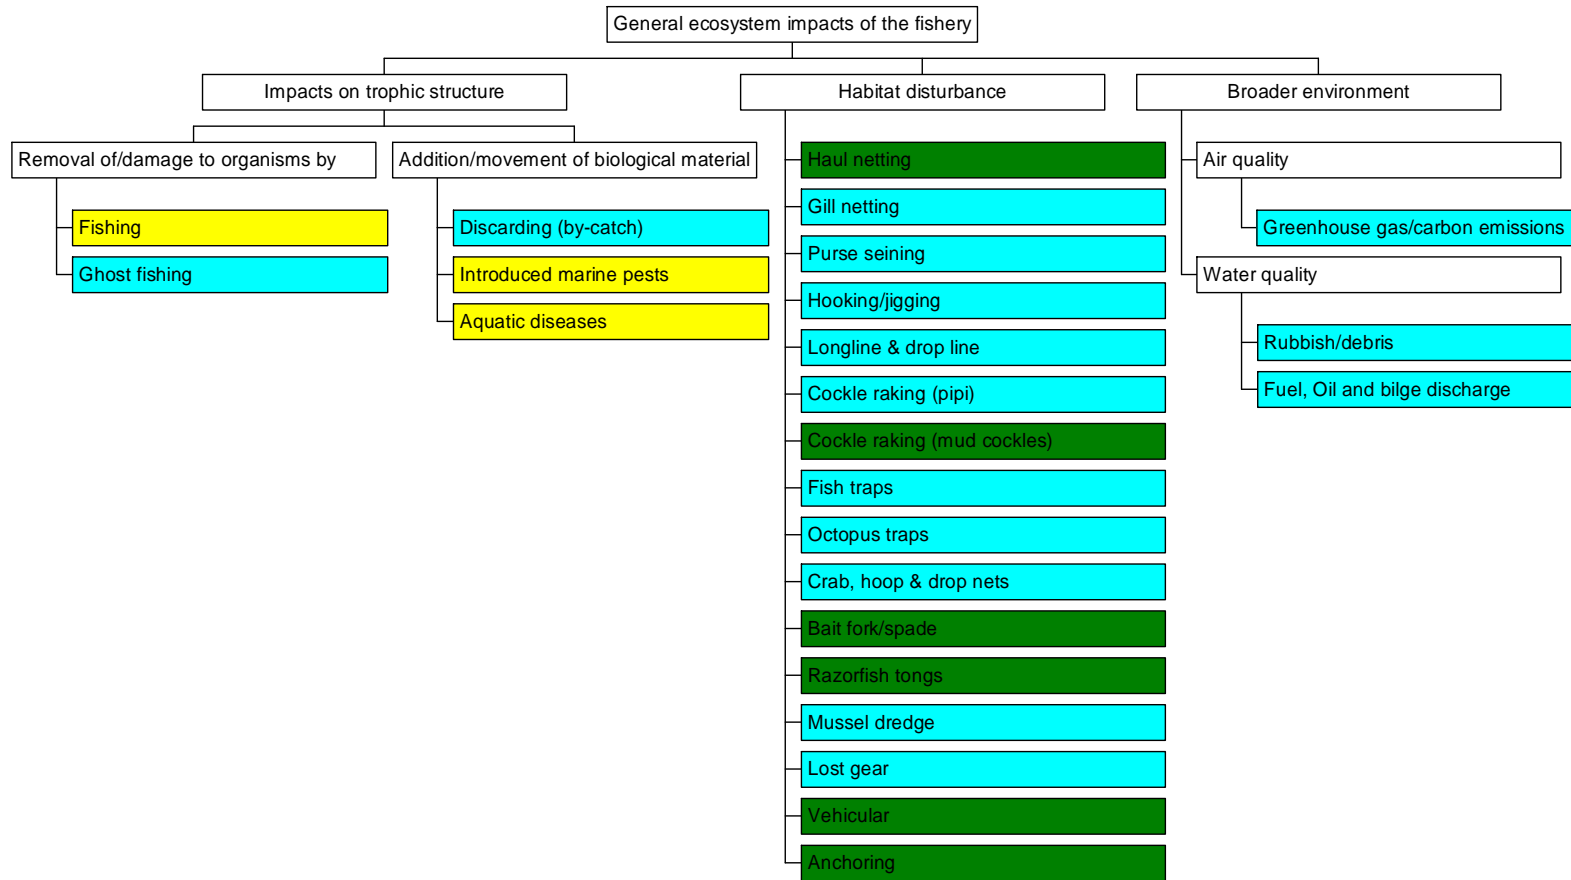 General ecosystem impacts of the fishery
Impacts on trophic structure
Habitat disturbance
Broader environment
Removal of/damage to organisms by
Addition/movement of biological material
Fishing
Ghost fishing
Discarding (by-catch)
Introduced marine pests
Aquatic diseases
Haul netting
Gill netting
Purse seining
Hooking/jigging
Longline & drop line
Cockle raking (pipi)
Cockle raking (mud cockles)
Fish traps
Octopus traps
Crab, hoop & drop nets
Bait fork/spade
Razorfish tongs
Mussel dredge
Lost gear
Vehicular
Anchoring
Air quality
Greenhouse gas/carbon emissions
Water quality
Rubbish/debris
Fuel, Oil and bilge discharge